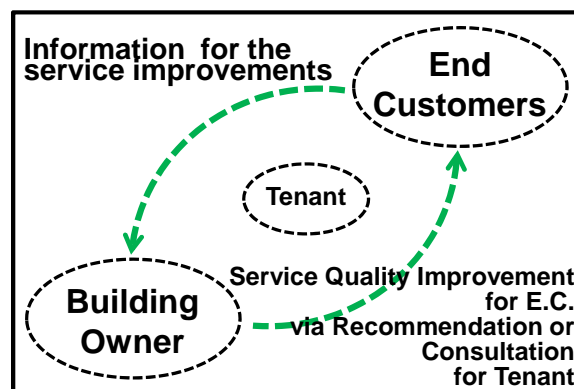 Information for the
service improvements
End
Customers
Tenant
Building
Owner
Service Quality Improvement
for E.C.
via Recommendation or
Consultation
for Tenant